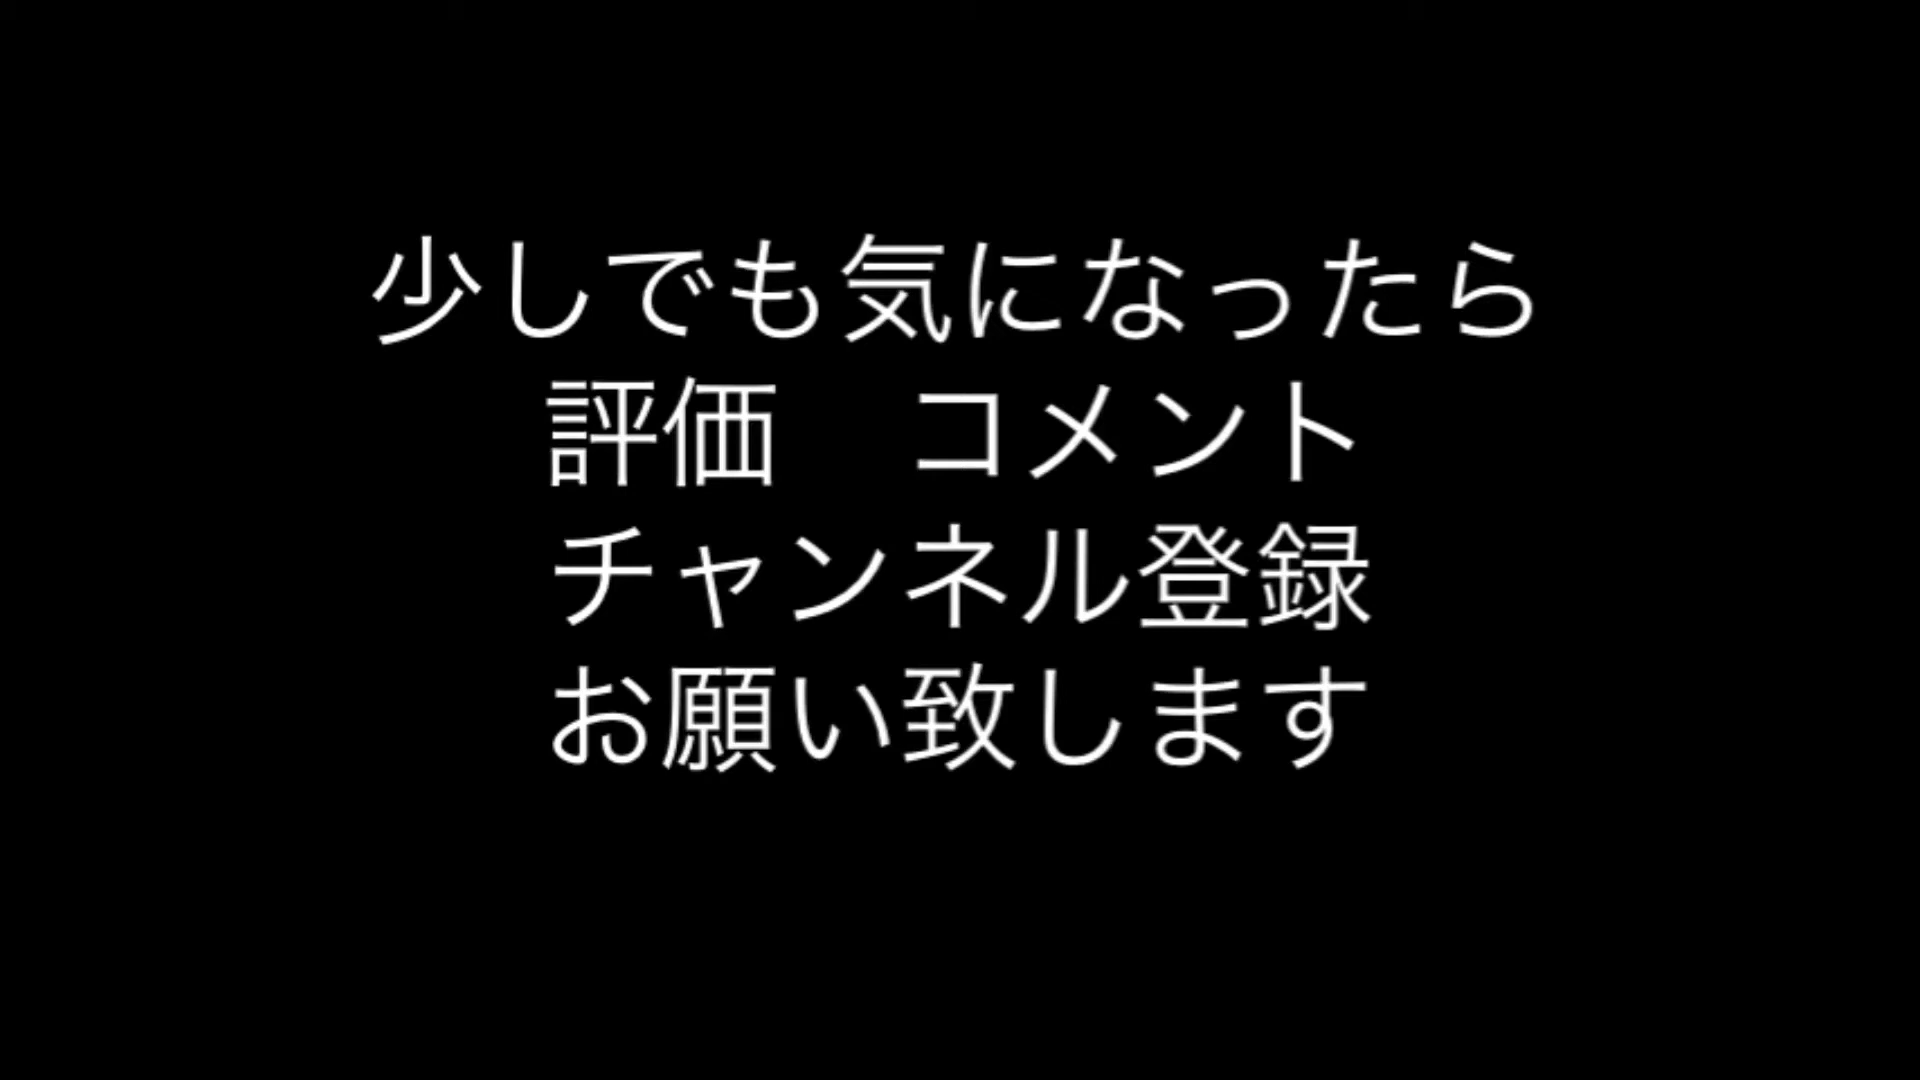 少しでも気になったら
評価　コメント
チャンネル登録
お願い致します